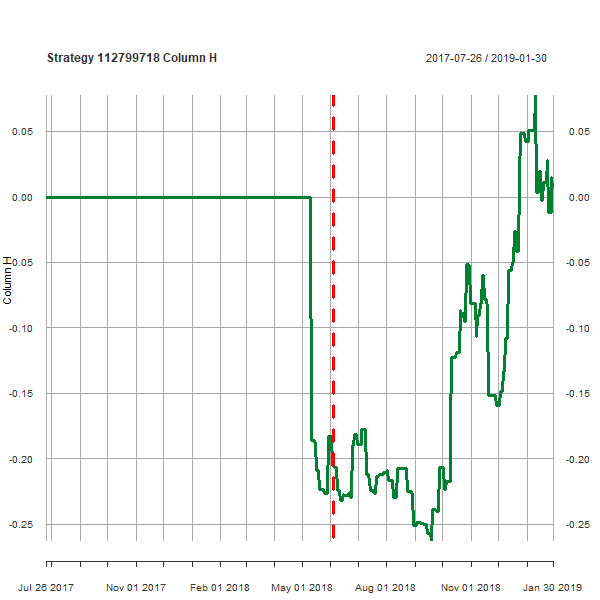 Strategy 112799718 Column H
2017-07-26 / 2019-01-30
0.05
0.05
0.00
0.00
-0.05
-0.05
Column H
-0.10
-0.10
-0.15
-0.15
-0.20
-0.20
-0.25
-0.25
Jul 26 2017
Nov 01 2017
Feb 01 2018
May 01 2018
Aug 01 2018
Nov 01 2018
Jan 30 2019